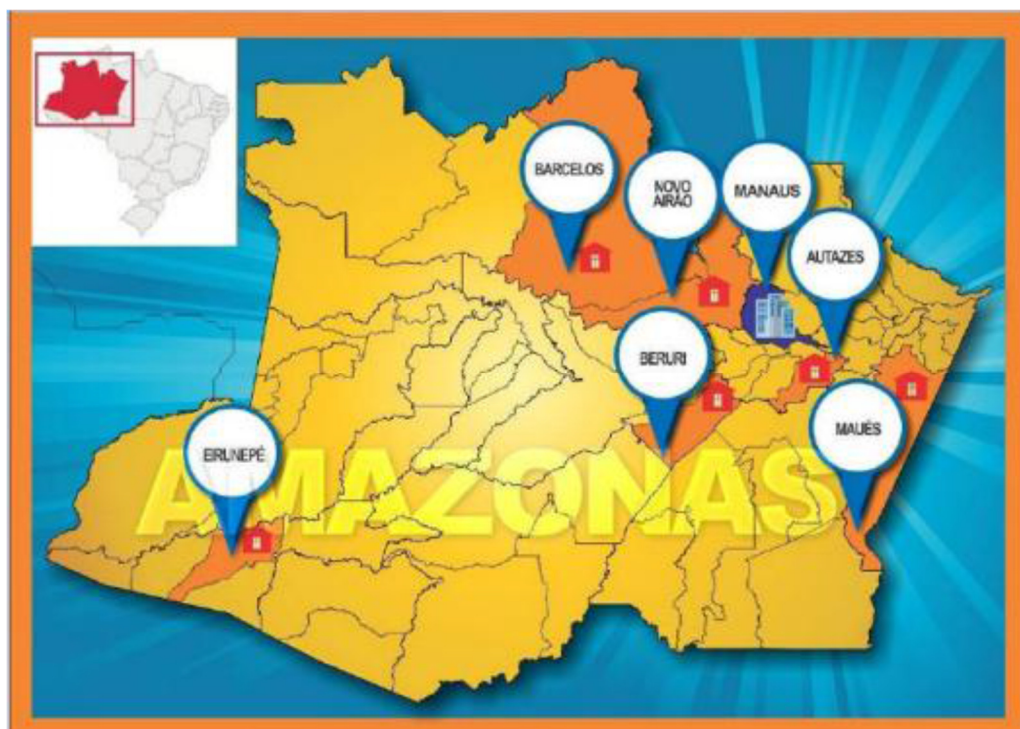 BARCELOS
NOVO
AIRÃO
MANAUS
AUTAZES
BERURI
MAUÉS
EIRUNEPÉ
AMAZONAS